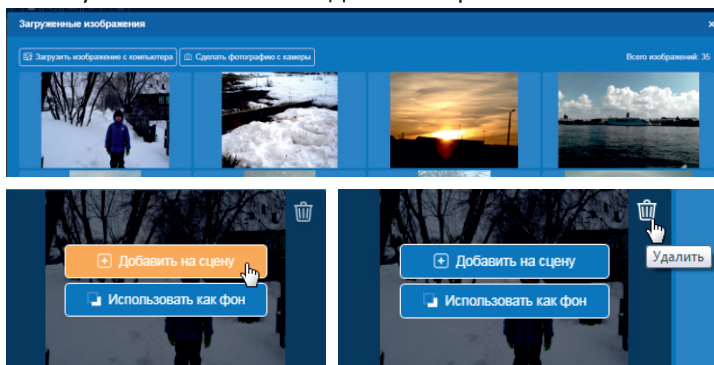 Загруженные изображения
Загрузить изображение с компьютера
Сделать фотографию с камеры
Всего изображений: 35
Добавить на сцену
Использовать как фон
Добавить на сцену
Удалить
Использовать как фон